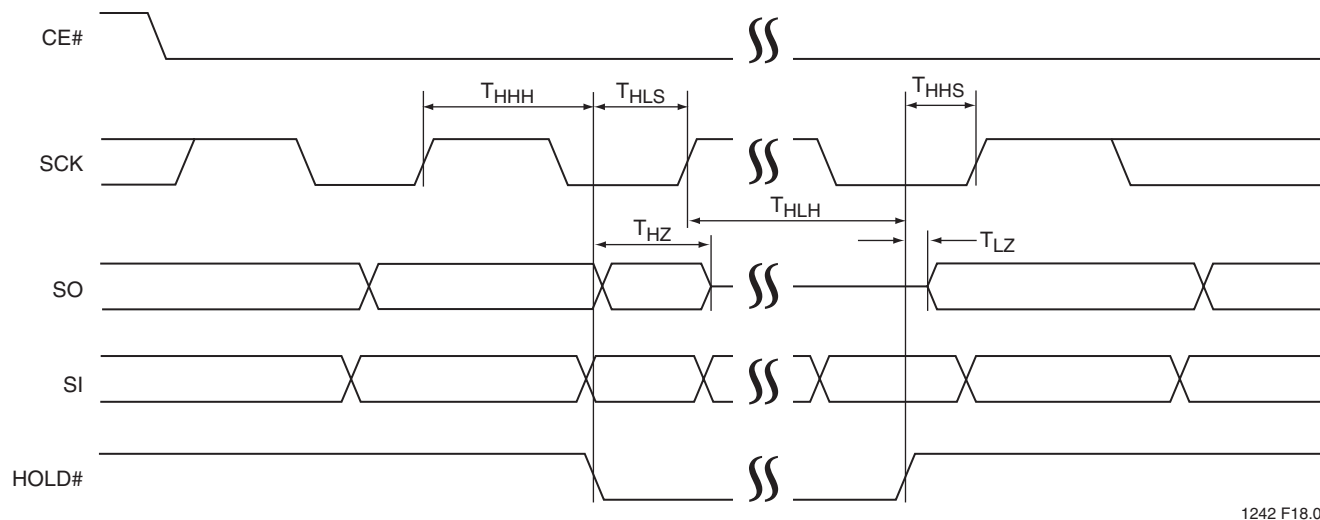 CE#
THHH THLS THHS
SCK
THLH
THZ TLZ
SO
SI
HOLD#
1242 F18.0